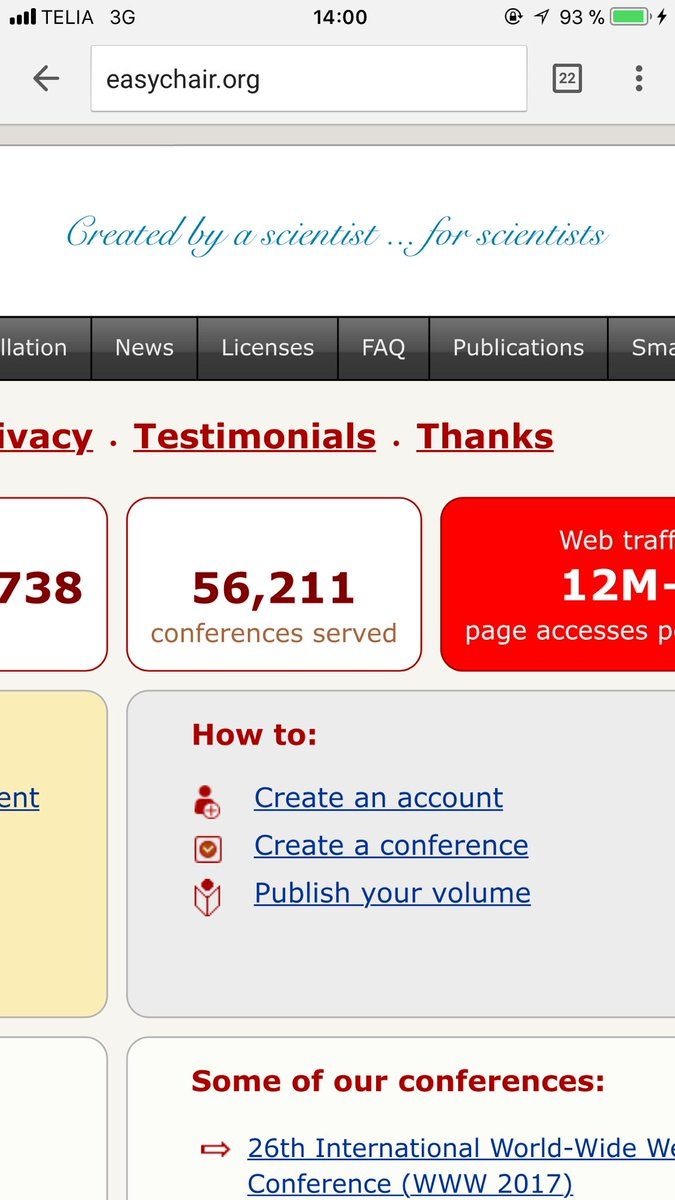 TELIA 3G 14:00 93 %
easychair.org 22
Created by a scientist ... for scientists
llation News Licenses FAQ Publications Sma
ivacy . Testimonials . Thanks
738
56,211
conferences served
Web traff
12M-
page accesses p
ent
How to:
Create an account
Create a conference
Publish your volume
Some of our conferences:
26th International World-Wide We
Conference (WWW 2017)